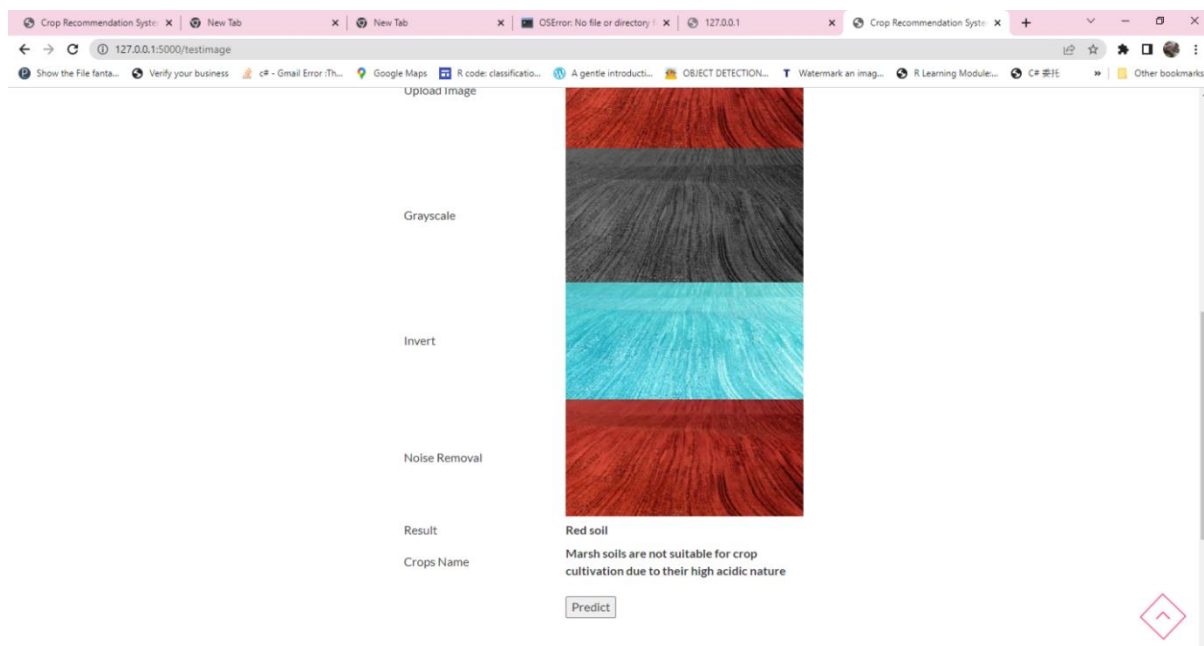 Crop Recommendation Syste
New Tab
New Tab
OSError: No file or directory f
127.0.0.1
Crop Recommendation Syste
127.0.0.1:5000/testimage
Show the File fanta...
Verify your business
c# - Gmail Error :Th...
Google Maps
R code: classificatio...
A gentle introducti...
OBJECT DETECTION...
Watermark an imag...
R Learning Module:...
C# 委托
»
Other bookmarks
Upload Image
Grayscale
Invert
Noise Removal
Result
Red soil
Crops Name
Marsh soils are not suitable for crop
cultivation due to their high acidic nature
Predict